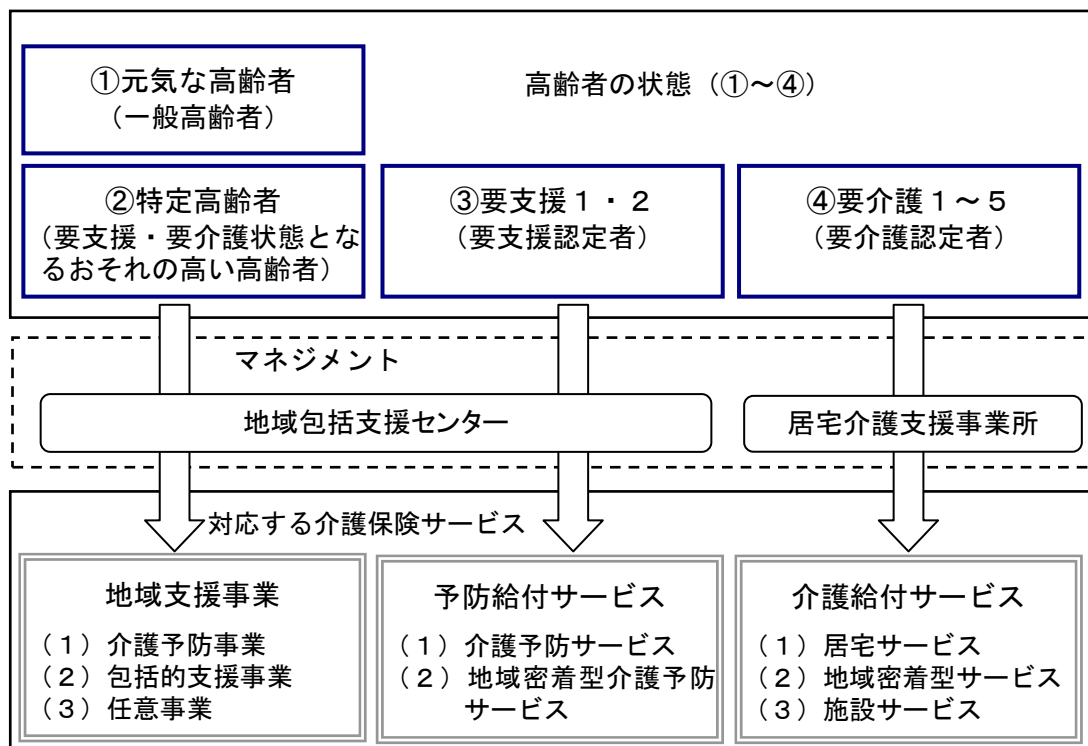 ①元気な高齢者
（一般高齢者）
高齢者の状態（①～④）
②特定高齢者
（要支援・要介護状態とな
るおそれの高い高齢者）
③要支援１・２
（要支援認定者）
④要介護１～５
（要介護認定者）
マネジメント
地域包括支援センター
居宅介護支援事業所
対応する介護保険サービス
地域支援事業
（１）介護予防事業
（２）包括的支援事業
（３）任意事業
予防給付サービス
（１）介護予防サービス
（２）地域密着型介護予防
サービス
介護給付サービス
（１）居宅サービス
（２）地域密着型サービス
（３）施設サービス